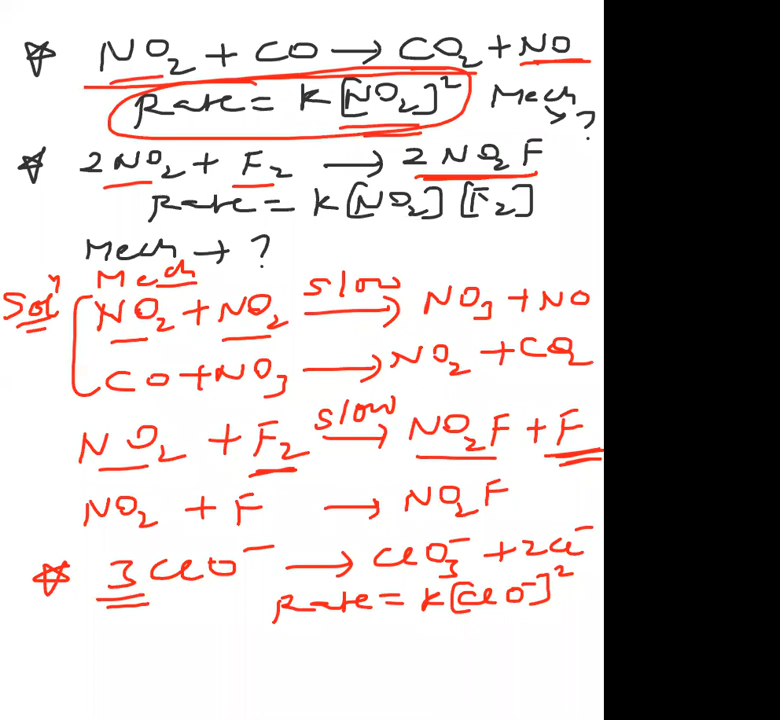 ☆ NO₂ + CO → CO₂ + NO
Rate = k[NO₂]² Mech → ?
☆ 2NO₂ + F₂ → 2NO₂F
Rate = k[NO₂][F₂]
Mech → ?
Solⁿ Mech
NO₂ + NO₂ slow→ NO₃ + NO
CO + NO₃ → NO₂ + CO₂
NO₂ + F₂ slow→ NO₂F + F
NO₂ + F → NO₂F
☆ 3ClO⁻ → ClO₃⁻ + 2Cl⁻
Rate = k[ClO⁻]²